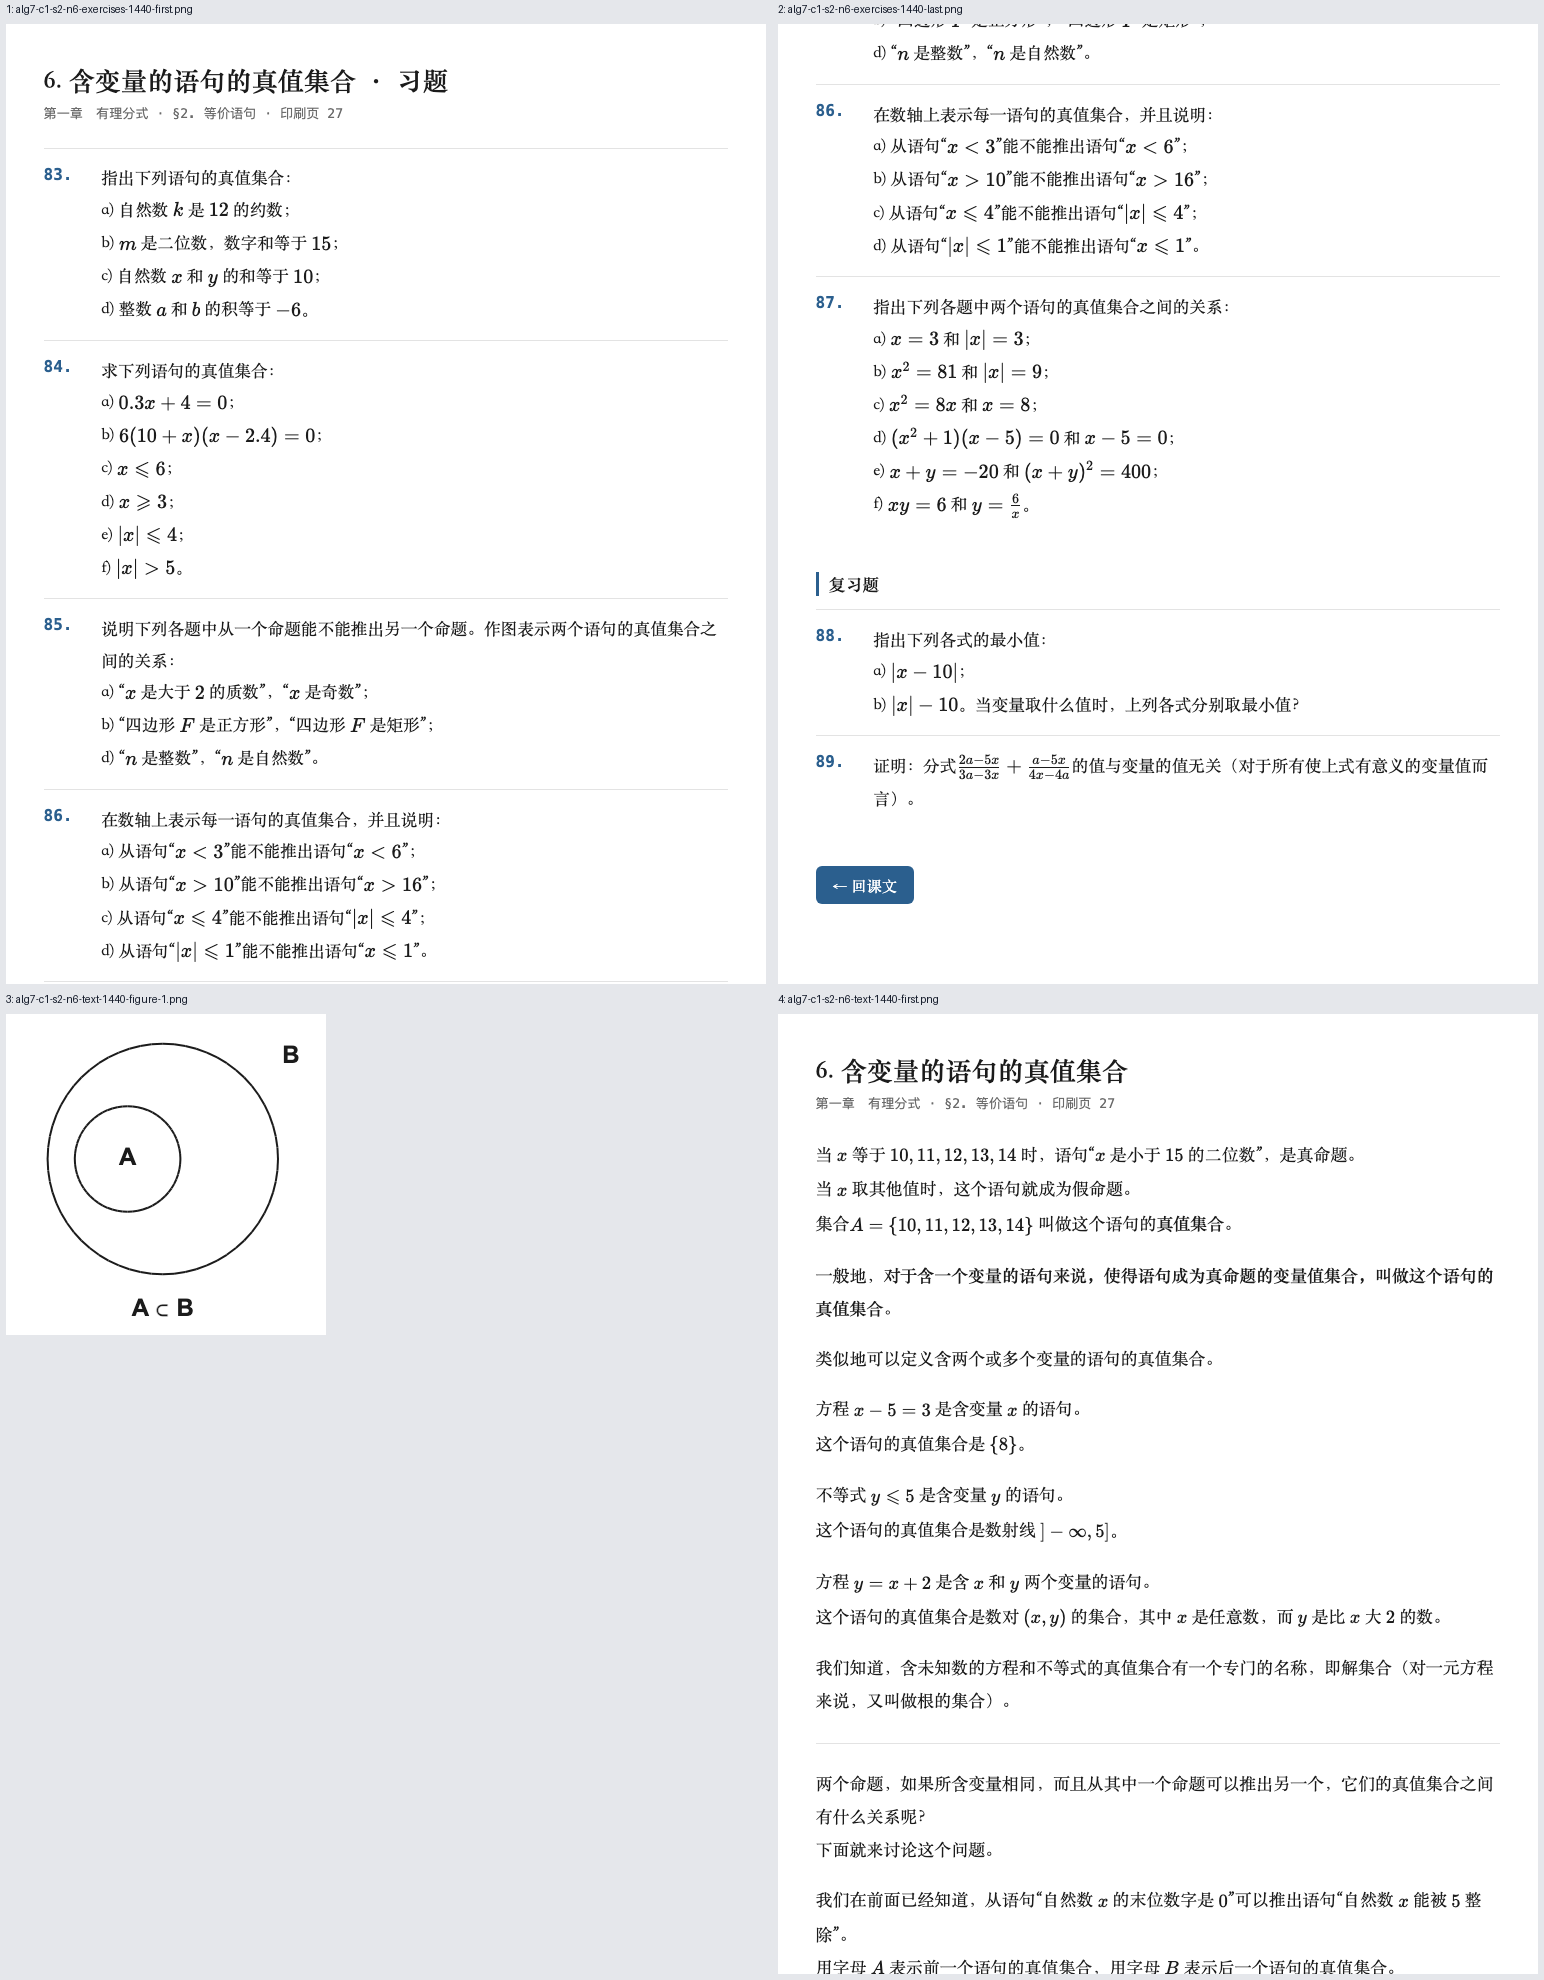 1: alg7-c1-s2-n6-exercises-1440-first.png
6. 含变量的语句的真值集合 · 习题
第一章 有理分式 · §2. 等价语句 · 印刷页 27
83. 指出下列语句的真值集合：
a) 自然数 k 是 12 的约数；
b) m 是二位数，数字和等于 15；
c) 自然数 x 和 y 的和等于 10；
d) 整数 a 和 b 的积等于 −6。
84. 求下列语句的真值集合：
a) 0.3x + 4 = 0；
b) 6(10 + x)(x − 2.4) = 0；
c) x ⩽ 6；
d) x ⩾ 3；
e) |x| ⩽ 4；
f) |x| > 5。
85. 说明下列各题中从一个命题能不能推出另一个命题。作图表示两个语句的真值集合之
间的关系：
a) “x 是大于 2 的质数”，“x 是奇数”；
b) “四边形 F 是正方形”，“四边形 F 是矩形”；
d) “n 是整数”，“n 是自然数”。
86. 在数轴上表示每一语句的真值集合，并且说明：
a) 从语句“x < 3”能不能推出语句“x < 6”；
b) 从语句“x > 10”能不能推出语句“x > 16”；
c) 从语句“x ⩽ 4”能不能推出语句“|x| ⩽ 4”；
d) 从语句“|x| ⩽ 1”能不能推出语句“x ⩽ 1”。
2: alg7-c1-s2-n6-exercises-1440-last.png
d) “n 是整数”，“n 是自然数”。
86. 在数轴上表示每一语句的真值集合，并且说明：
a) 从语句“x < 3”能不能推出语句“x < 6”；
b) 从语句“x > 10”能不能推出语句“x > 16”；
c) 从语句“x ⩽ 4”能不能推出语句“|x| ⩽ 4”；
d) 从语句“|x| ⩽ 1”能不能推出语句“x ⩽ 1”。
87. 指出下列各题中两个语句的真值集合之间的关系：
a) x = 3 和 |x| = 3；
b) x² = 81 和 |x| = 9；
c) x² = 8x 和 x = 8；
d) (x² + 1)(x − 5) = 0 和 x − 5 = 0；
e) x + y = −20 和 (x + y)² = 400；
f) xy = 6 和 y = 6/x。
复习题
88. 指出下列各式的最小值：
a) |x − 10|；
b) |x| − 10。当变量取什么值时，上列各式分别取最小值？
89. 证明：分式 (2a−5x)/(3a−3x) + (a−5x)/(4x−4a) 的值与变量的值无关（对于所有使上式有意义的变量值而
言）。
← 回课文
3: alg7-c1-s2-n6-text-1440-figure-1.png
B
A
A ⊂ B
4: alg7-c1-s2-n6-text-1440-first.png
6. 含变量的语句的真值集合
第一章 有理分式 · §2. 等价语句 · 印刷页 27
当 x 等于 10, 11, 12, 13, 14 时，语句“x 是小于 15 的二位数”，是真命题。
当 x 取其他值时，这个语句就成为假命题。
集合A = {10, 11, 12, 13, 14} 叫做这个语句的真值集合。
一般地，对于含一个变量的语句来说，使得语句成为真命题的变量值集合，叫做这个语句的
真值集合。
类似地可以定义含两个或多个变量的语句的真值集合。
方程 x − 5 = 3 是含变量 x 的语句。
这个语句的真值集合是 {8}。
不等式 y ⩽ 5 是含变量 y 的语句。
这个语句的真值集合是数射线 ] − ∞, 5]。
方程 y = x + 2 是含 x 和 y 两个变量的语句。
这个语句的真值集合是数对 (x, y) 的集合，其中 x 是任意数，而 y 是比 x 大 2 的数。
我们知道，含未知数的方程和不等式的真值集合有一个专门的名称，即解集合（对一元方程
来说，又叫做根的集合）。
两个命题，如果所含变量相同，而且从其中一个命题可以推出另一个，它们的真值集合之间
有什么关系呢？
下面就来讨论这个问题。
我们在前面已经知道，从语句“自然数 x 的末位数字是 0”可以推出语句“自然数 x 能被 5 整
除”。
用字母 A 表示前一个语句的真值集合，用字母 B 表示后一个语句的真值集合。